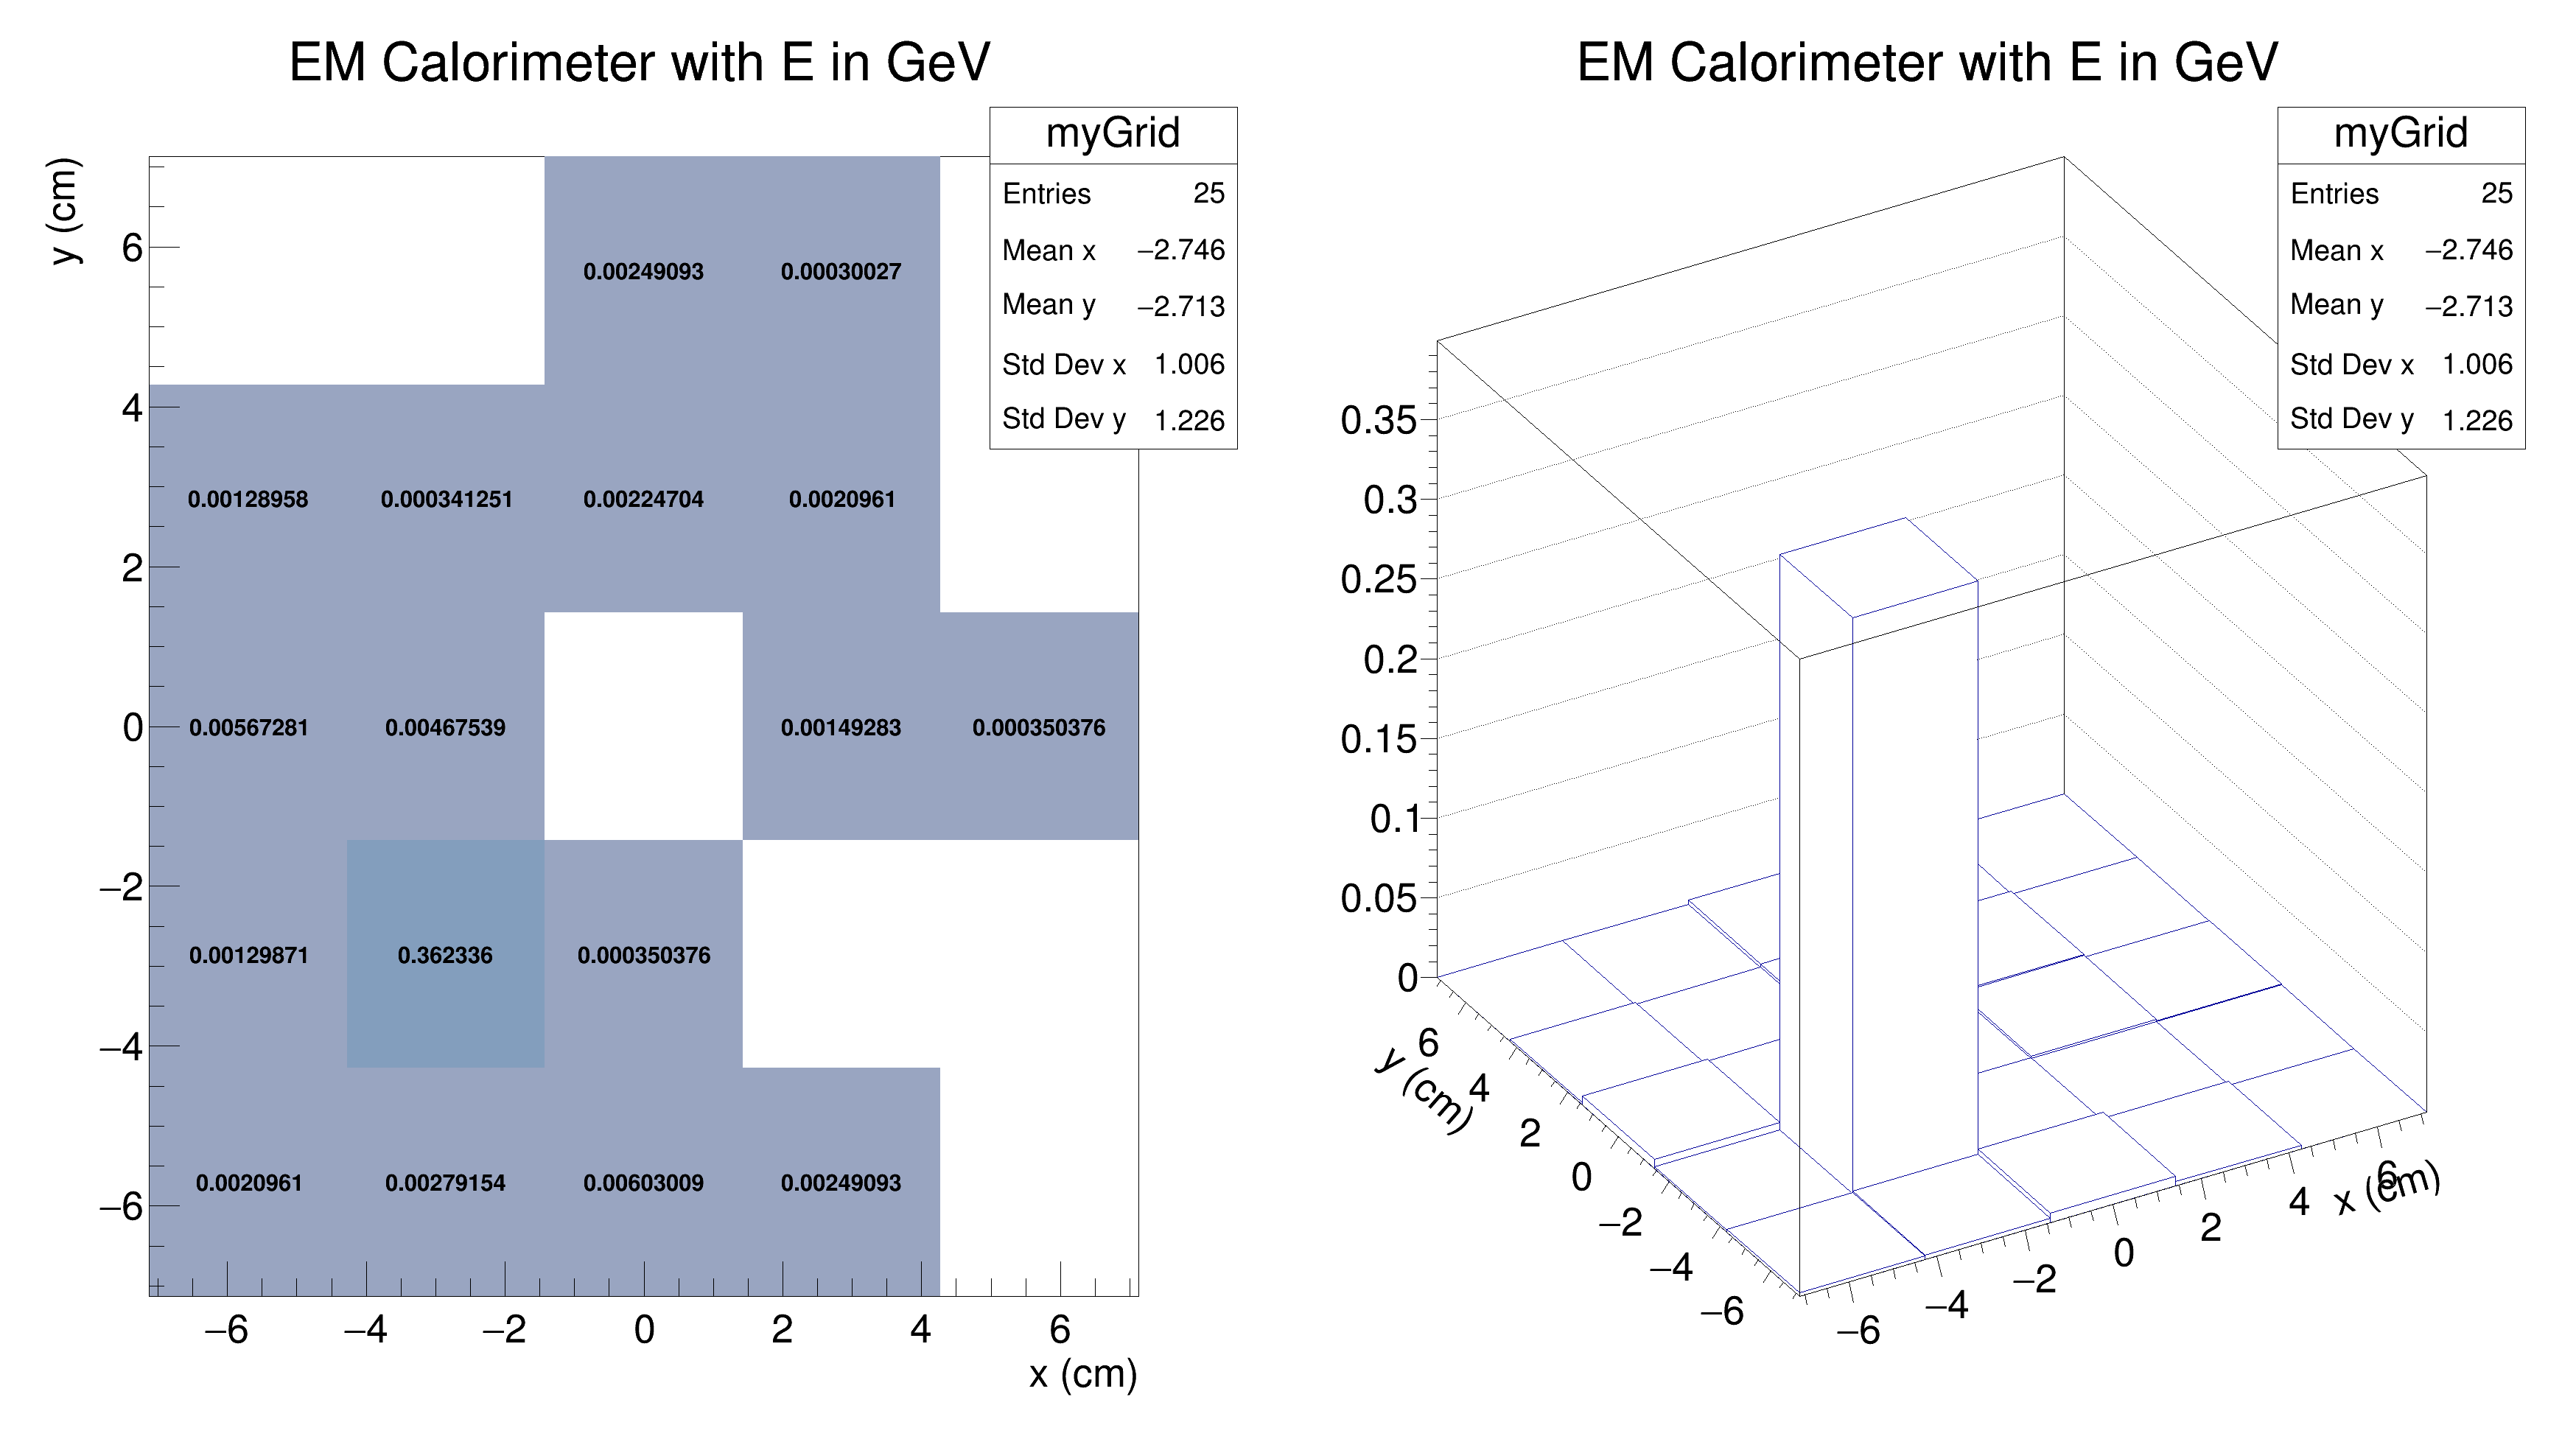 EM Calorimeter with E in GeV
myGrid
Entries 25
Mean x −2.746
Mean y −2.713
Std Dev x 1.006
Std Dev y 1.226
y (cm)
6
4
2
0
−2
−4
−6
0.00249093 0.00030027
0.00128958 0.000341251 0.00224704 0.0020961
0.00567281 0.00467539 0.00149283 0.000350376
0.00129871 0.362336 0.000350376
0.0020961 0.00279154 0.00603009 0.00249093
−6 −4 −2 0 2 4 6
x (cm)
EM Calorimeter with E in GeV
myGrid
Entries 25
Mean x −2.746
Mean y −2.713
Std Dev x 1.006
Std Dev y 1.226
0.35
0.3
0.25
0.2
0.15
0.1
0.05
0
6
4
2
0
−2
−4
−6
y (cm)
−6
−4
−2
0
2
4
6
x (cm)